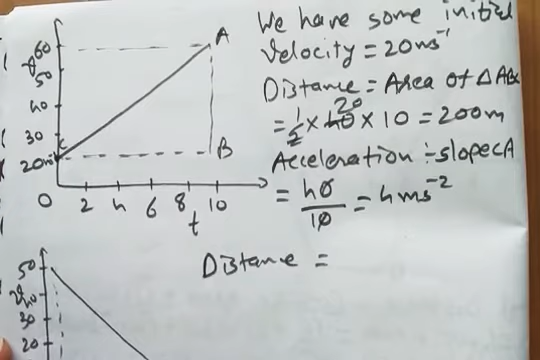 We have some initial
velocity = 20ms⁻¹
Distance = Area of △ABC
= 1/2 × 40 20 × 10 = 200m
Acceleration :- slope CA
= 40/10 = 4ms⁻²
Distance =
v 60
50
40
30
20
0 2 4 6 8 10
t
A
B
C
50
v 40
30
20